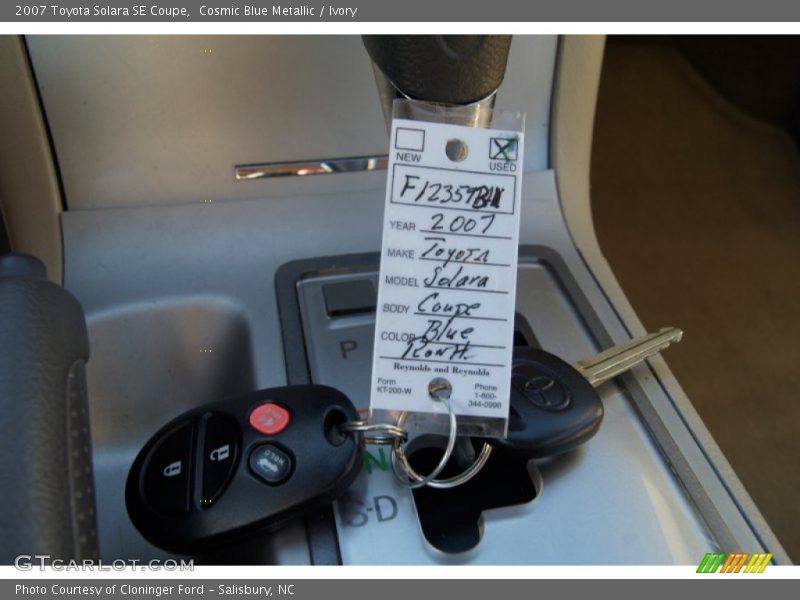 2007 Toyota Solara SE Coupe, Cosmic Blue Metallic / Ivory
NEW
USED
YEAR 2007
MAKE Toyota
MODEL Solara
BODY Coupe
COLOR Blue
Reynolds and Reynolds
Form
KT-200-W
Phone
1-800-
344-0996
P
N
S-D
HOLD
GTCarLot.com
Photo Courtesy of Cloninger Ford – Salisbury, NC